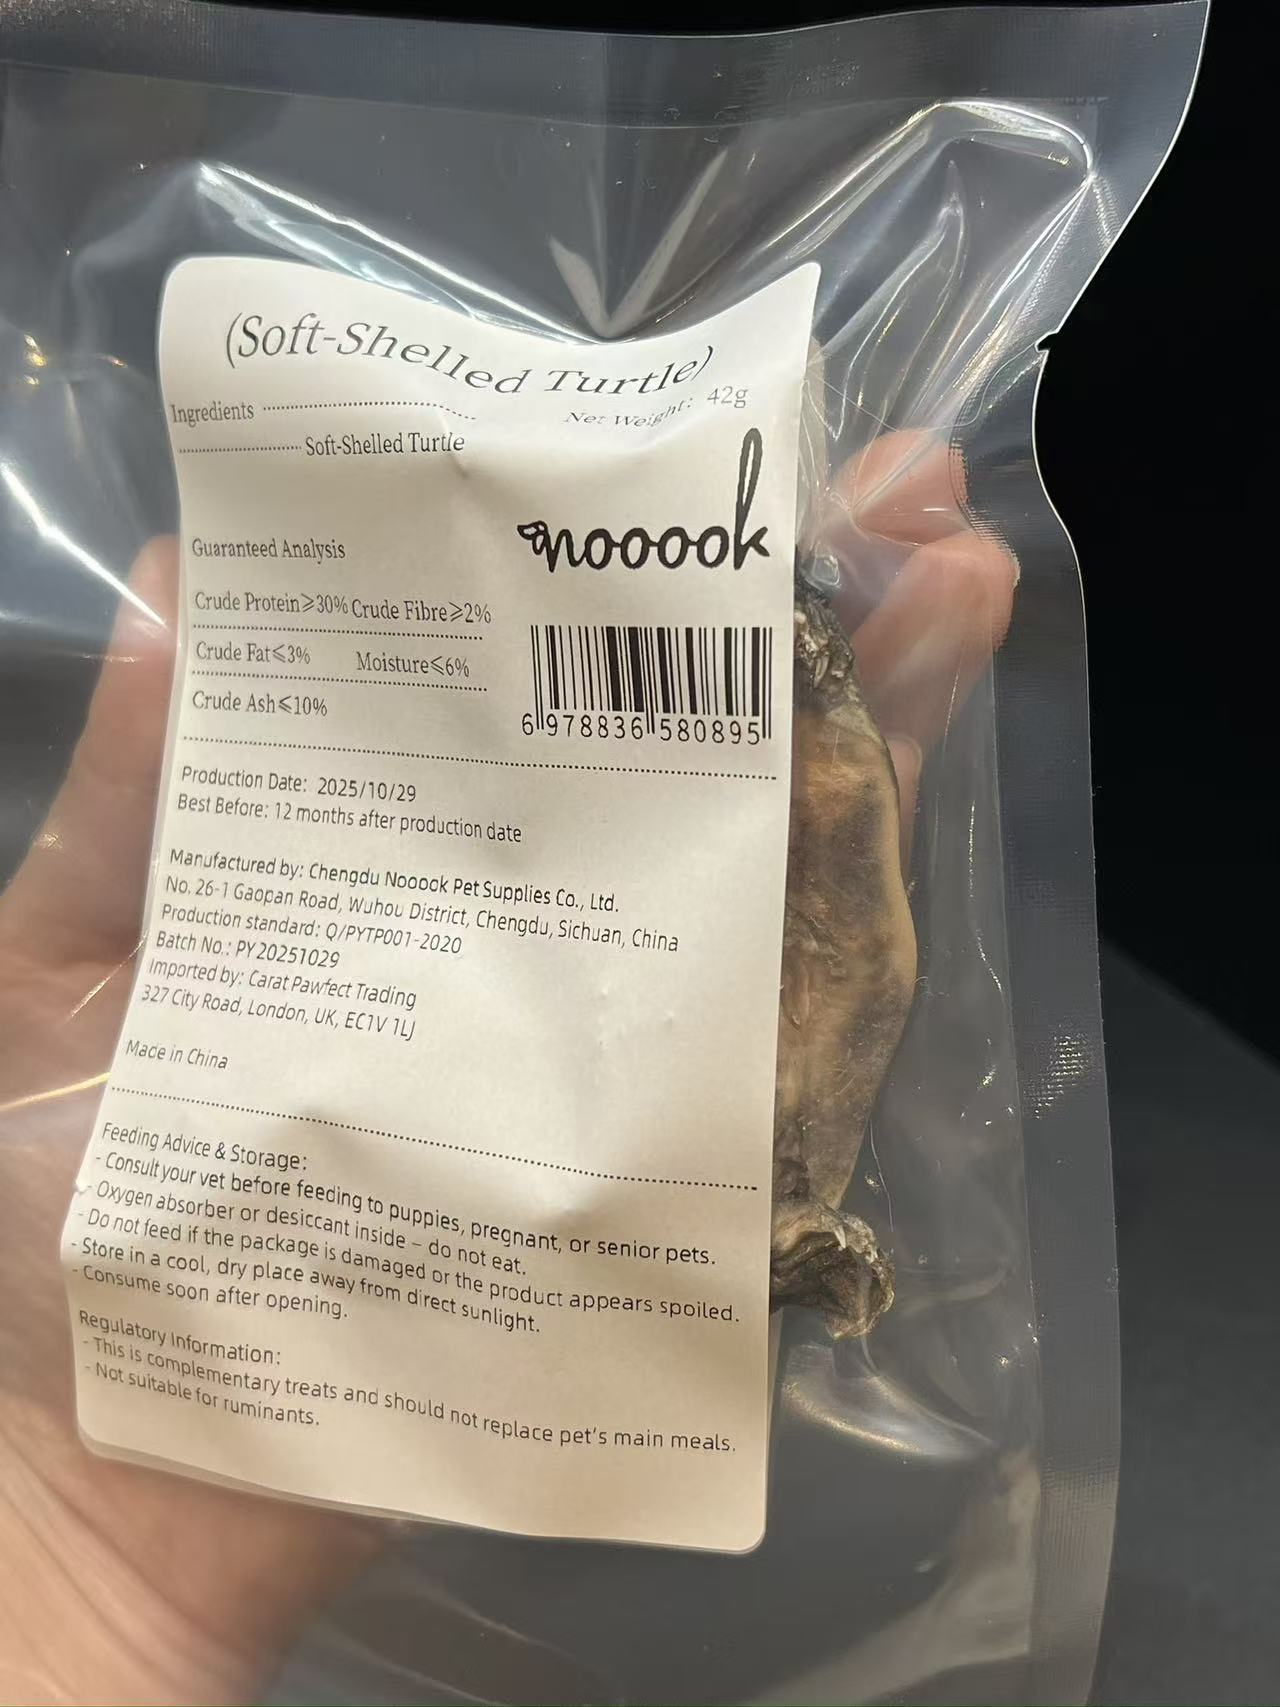 (Soft-Shelled Turtle)
Ingredients
Net Weight: 42g
Soft-Shelled Turtle
nooook
Guaranteed Analysis
Crude Protein⩾30% Crude Fibre⩾2%
Crude Fat⩽3% Moisture⩽6%
Crude Ash⩽10%
6 978836 580895
Production Date: 2025/10/29
Best Before: 12 months after production date
Manufactured by: Chengdu Nooook Pet Supplies Co., Ltd.
No. 26-1 Gaopan Road, Wuhou District, Chengdu, Sichuan, China
Production standard: Q/PYTP001-2020
Batch No.: PY20251029
Imported by: Carat Pawfect Trading
327 City Road, London, UK, EC1V 1LJ
Made in China
Feeding Advice & Storage:
- Consult your vet before feeding to puppies, pregnant, or senior pets.
- Oxygen absorber or desiccant inside – do not eat.
- Do not feed if the package is damaged or the product appears spoiled.
- Store in a cool, dry place away from direct sunlight.
- Consume soon after opening.
Regulatory Information:
- This is complementary treats and should not replace pet's main meals.
- Not suitable for ruminants.